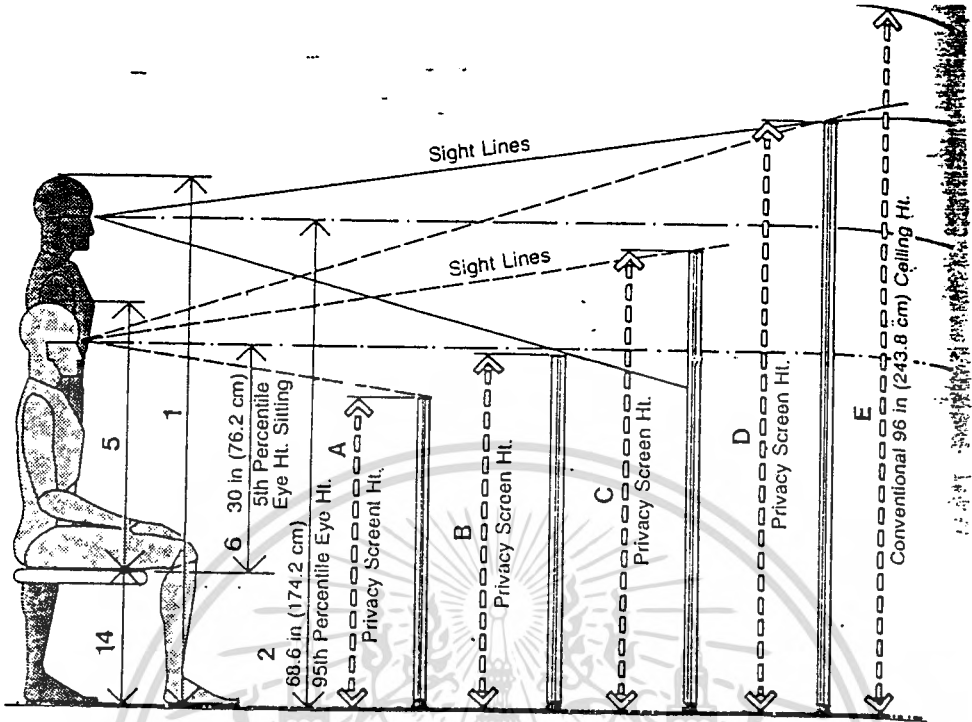 Sight Lines
Sight Lines
1
5
14
6
30 in (76.2 cm)
5th Percentile
Eye Ht. Sitting
2
68.6 in (174.2 cm)
95th Percentile Eye Ht.
A
Privacy Screent Ht.
B
Privacy Screen Ht.
C
Privacy Screen Ht.
D
Privacy Screen Ht.
E
Conventional 96 in (243.8 cm) Ceiling Ht.